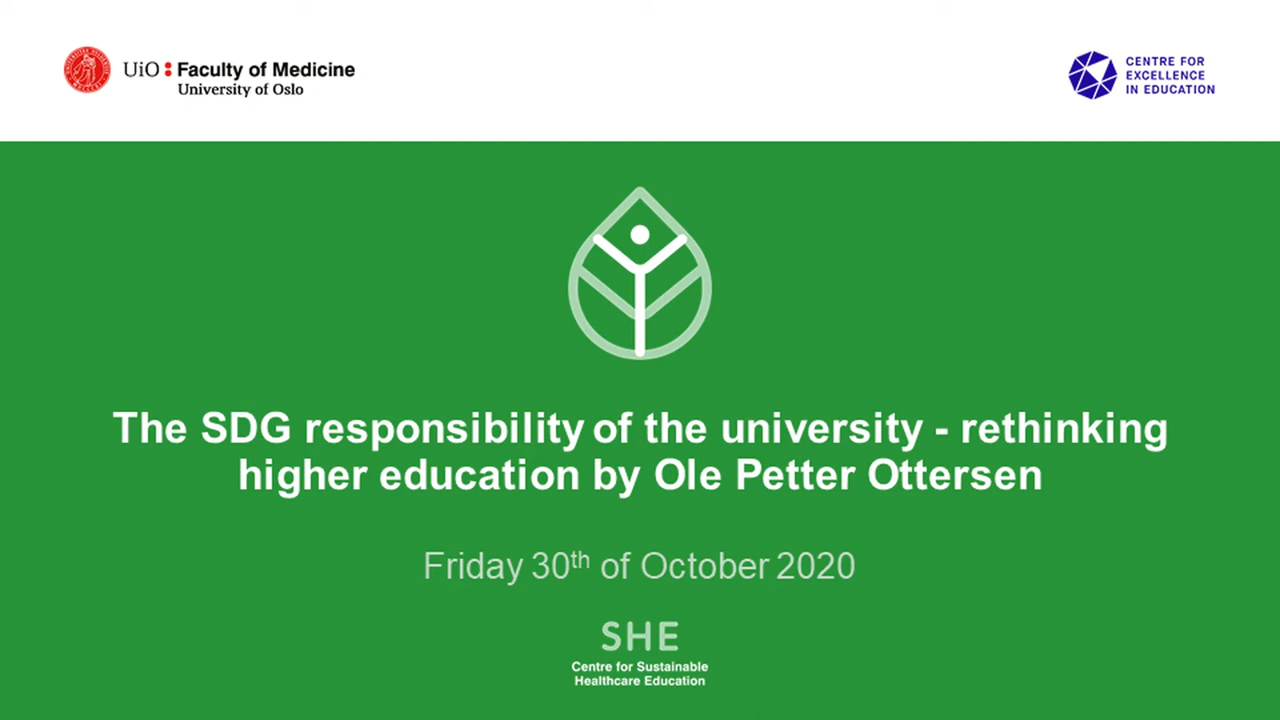 UiO : Faculty of Medicine
University of Oslo
CENTRE FOR
EXCELLENCE
IN EDUCATION
The SDG responsibility of the university - rethinking
higher education by Ole Petter Ottersen
Friday 30th of October 2020
SHE
Centre for Sustainable
Healthcare Education